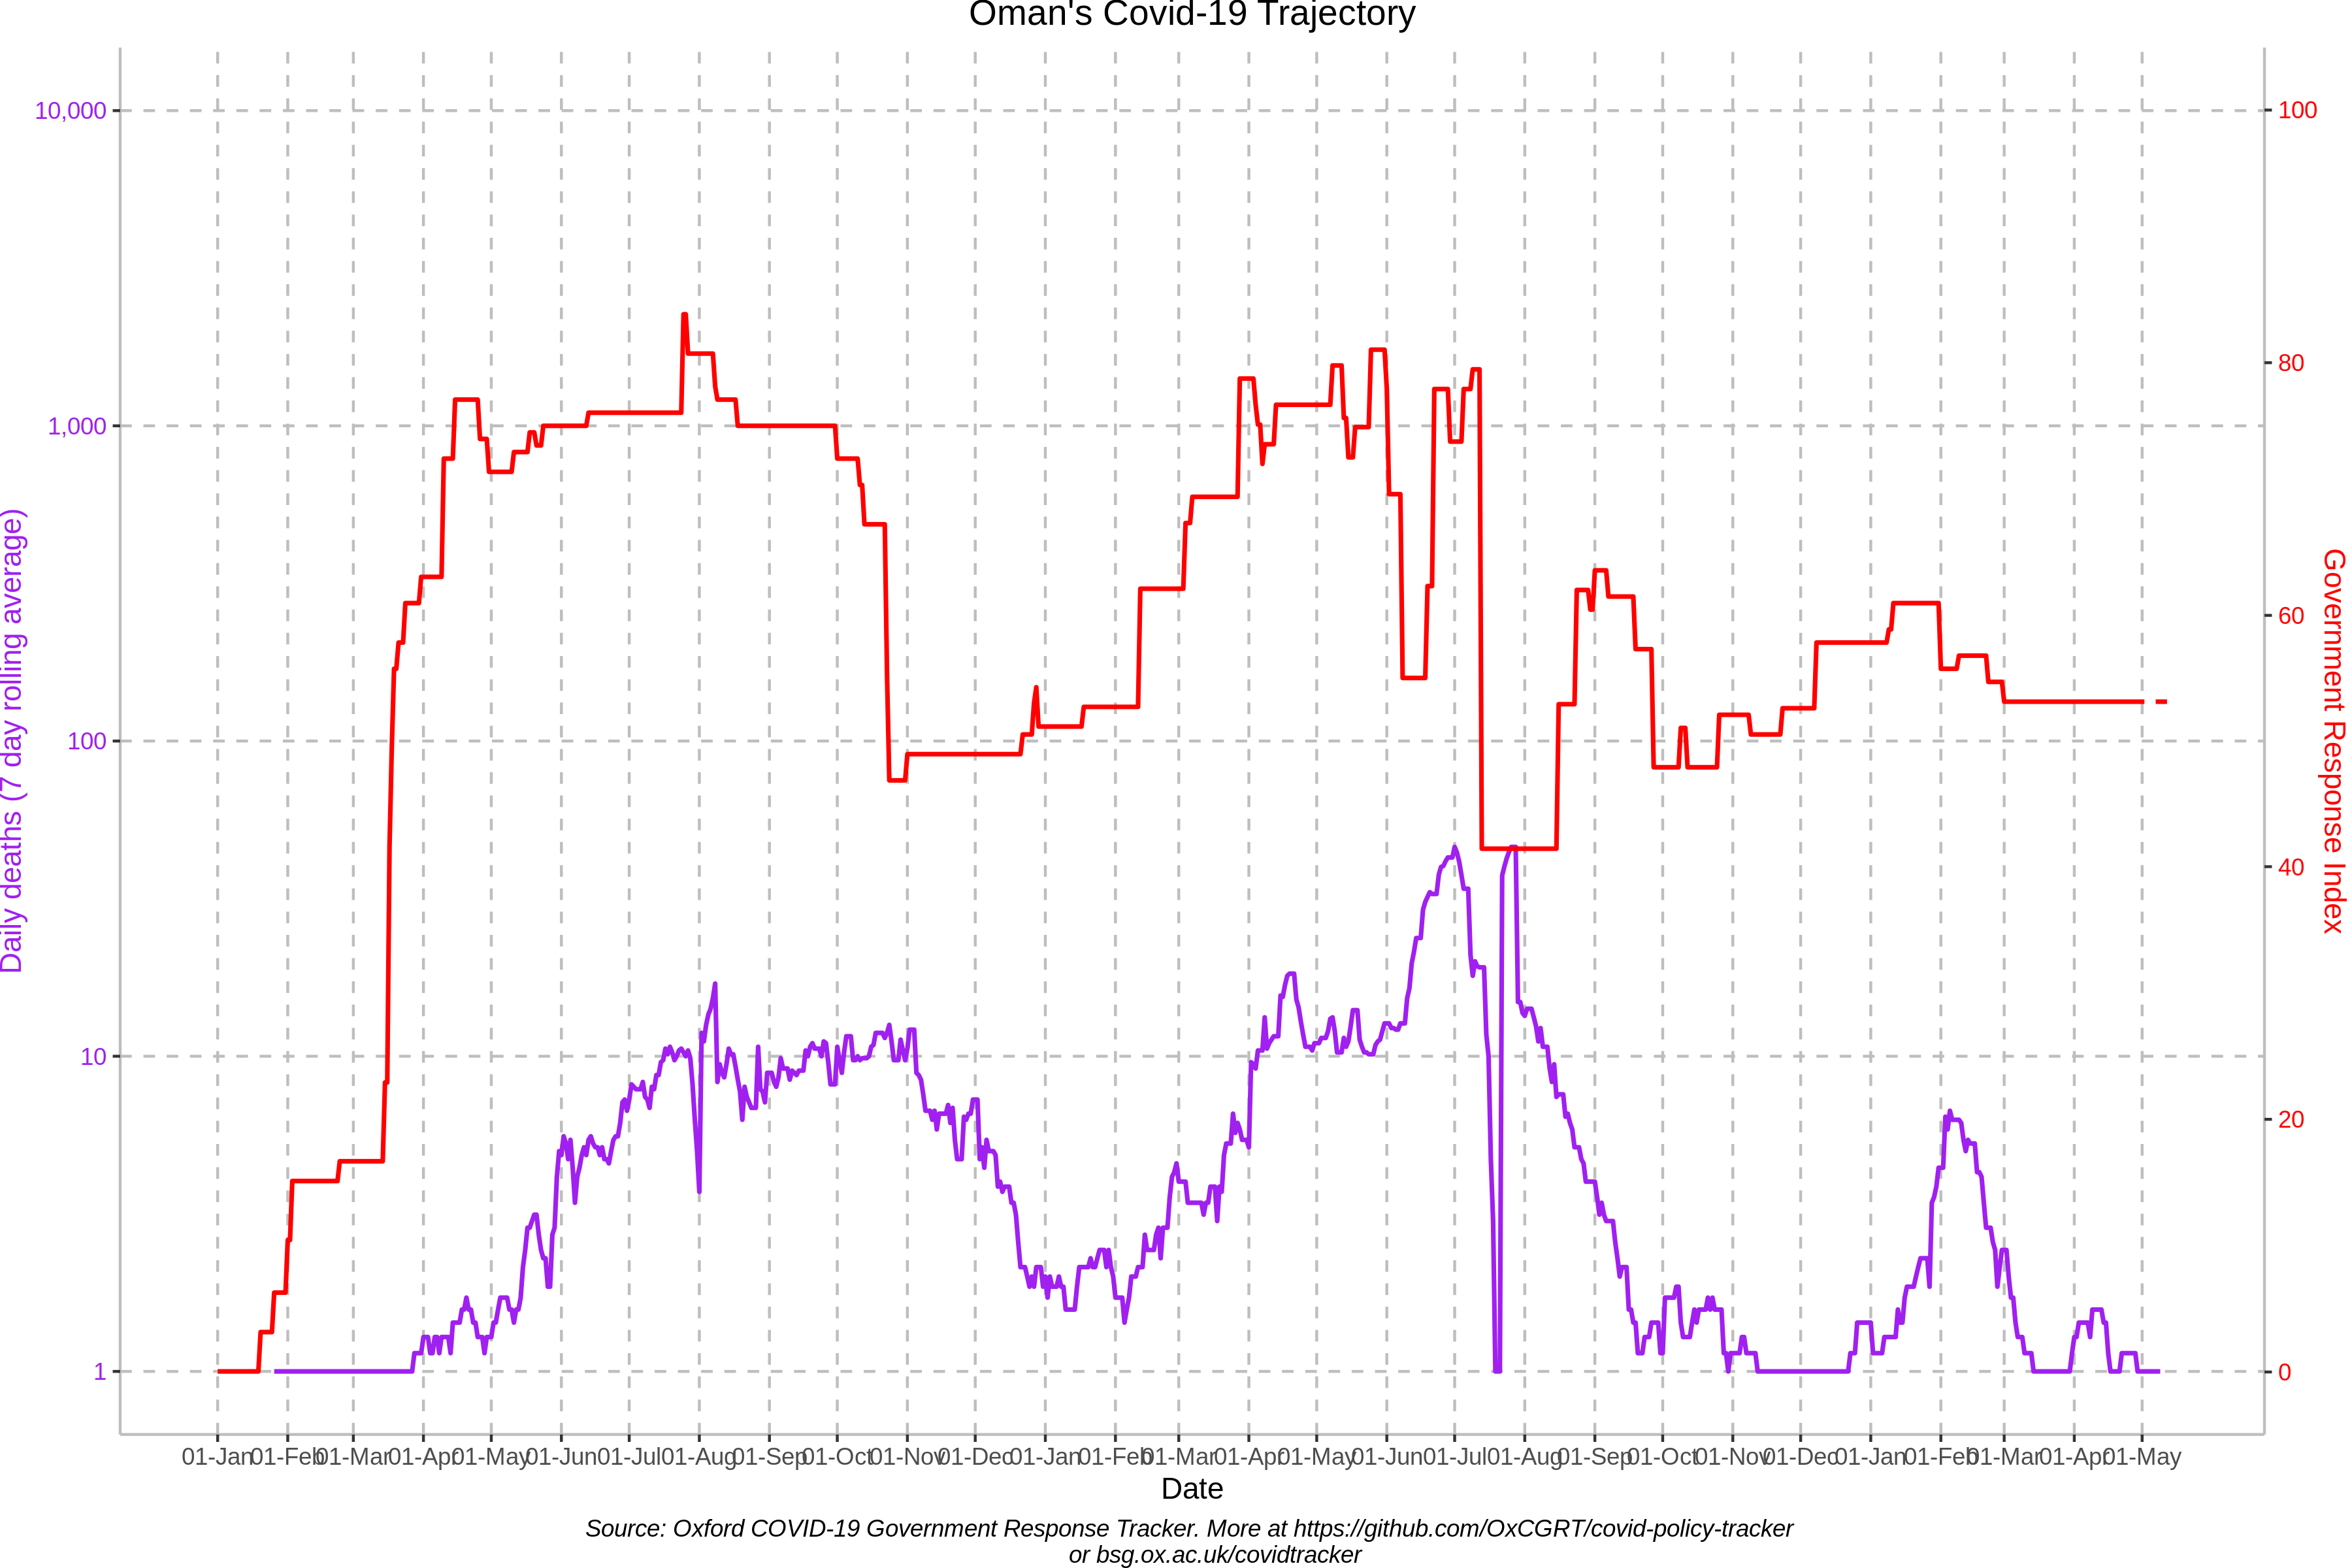 Oman's Covid-19 Trajectory
10,000
1,000
100
10
1
Daily deaths (7 day rolling average)
100
80
60
40
20
0
Government Response Index
01-Jan 01-Feb 01-Mar 01-Apr 01-May 01-Jun 01-Jul 01-Aug 01-Sep 01-Oct 01-Nov 01-Dec 01-Jan 01-Feb 01-Mar 01-Apr 01-May 01-Jun 01-Jul 01-Aug 01-Sep 01-Oct 01-Nov 01-Dec 01-Jan 01-Feb 01-Mar 01-Apr 01-May
Date
Source: Oxford COVID-19 Government Response Tracker. More at https://github.com/OxCGRT/covid-policy-tracker
or bsg.ox.ac.uk/covidtracker